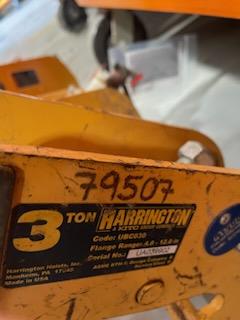 79507
3 TON
HARRINGTON
A KITO GROUP COMPANY
Code: UBC030
Flange Range: 4.0 - 12.6 in
Serial No.:
Harrington Hoists, Inc.
Manheim, PA 17545
Made in USA